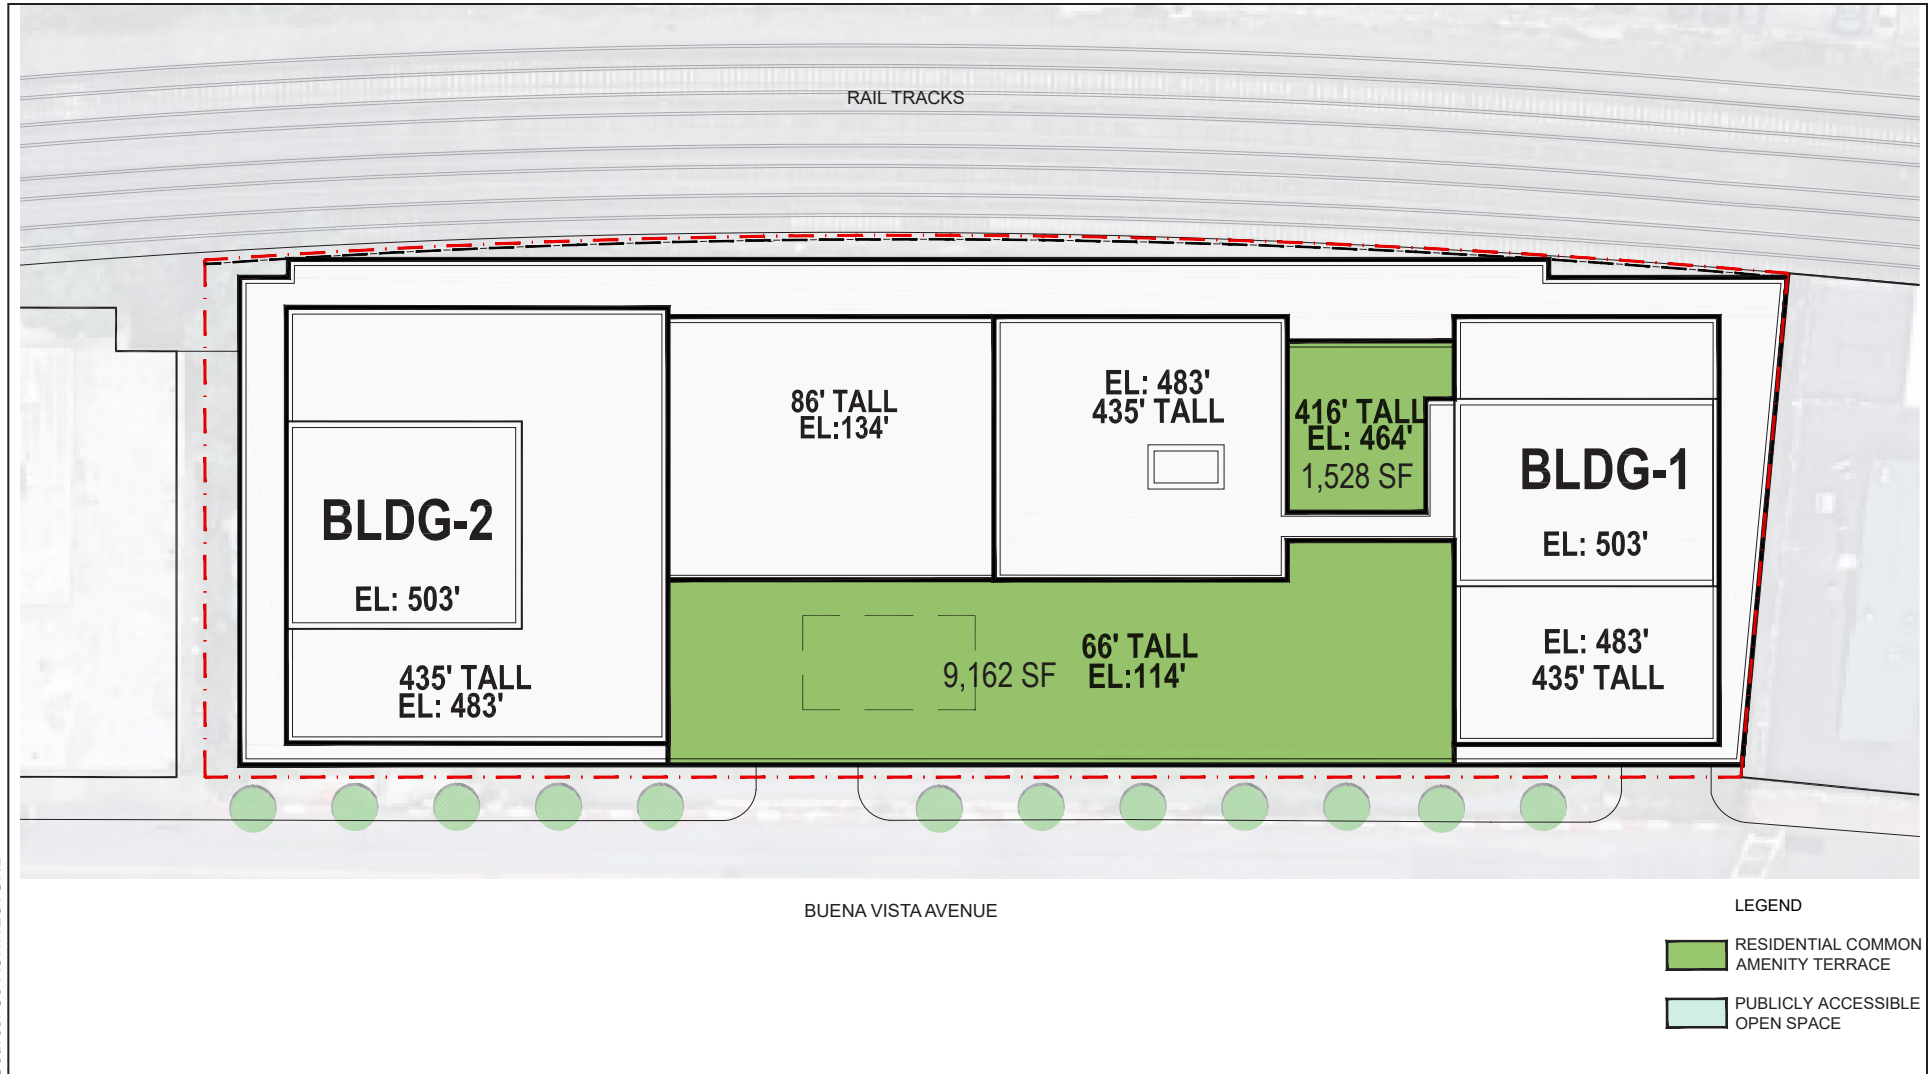 RAIL TRACKS
86' TALL
EL:134'
EL: 483'
435' TALL
416' TALL
EL: 464'
1,528 SF
BLDG-1
EL: 503'
BLDG-2
EL: 503'
435' TALL
EL: 483'
9,162 SF
66' TALL
EL:114'
EL: 483'
435' TALL
BUENA VISTA AVENUE
LEGEND
RESIDENTIAL COMMON
AMENITY TERRACE
PUBLICLY ACCESSIBLE
OPEN SPACE